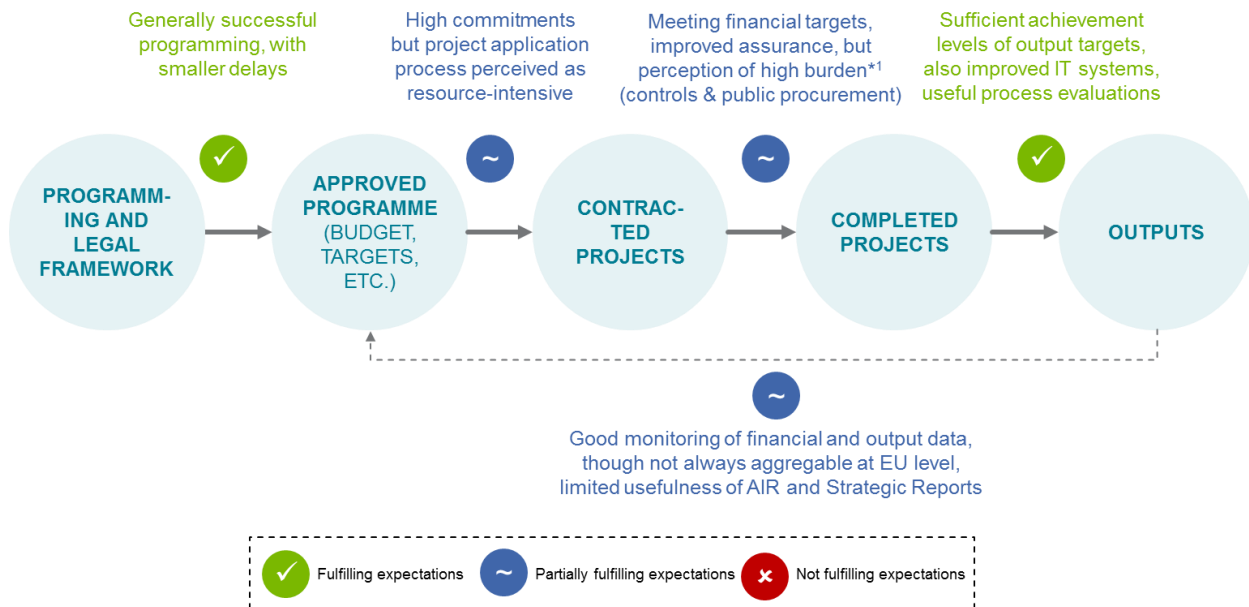 Generally successful
programming, with
smaller delays
High commitments
but project application
process perceived as
resource-intensive
Meeting financial targets,
improved assurance, but
perception of high burden*1
(controls & public procurement)
Sufficient achievement
levels of output targets,
also improved IT systems,
useful process evaluations
PROGRAMM-
ING AND
LEGAL
FRAMEWORK
APPROVED
PROGRAMME
(BUDGET,
TARGETS,
ETC.)
CONTRAC-
TED
PROJECTS
COMPLETED
PROJECTS
OUTPUTS
Good monitoring of financial and output data,
though not always aggregable at EU level,
limited usefulness of AIR and Strategic Reports
Fulfilling expectations
Partially fulfilling expectations
Not fulfilling expectations